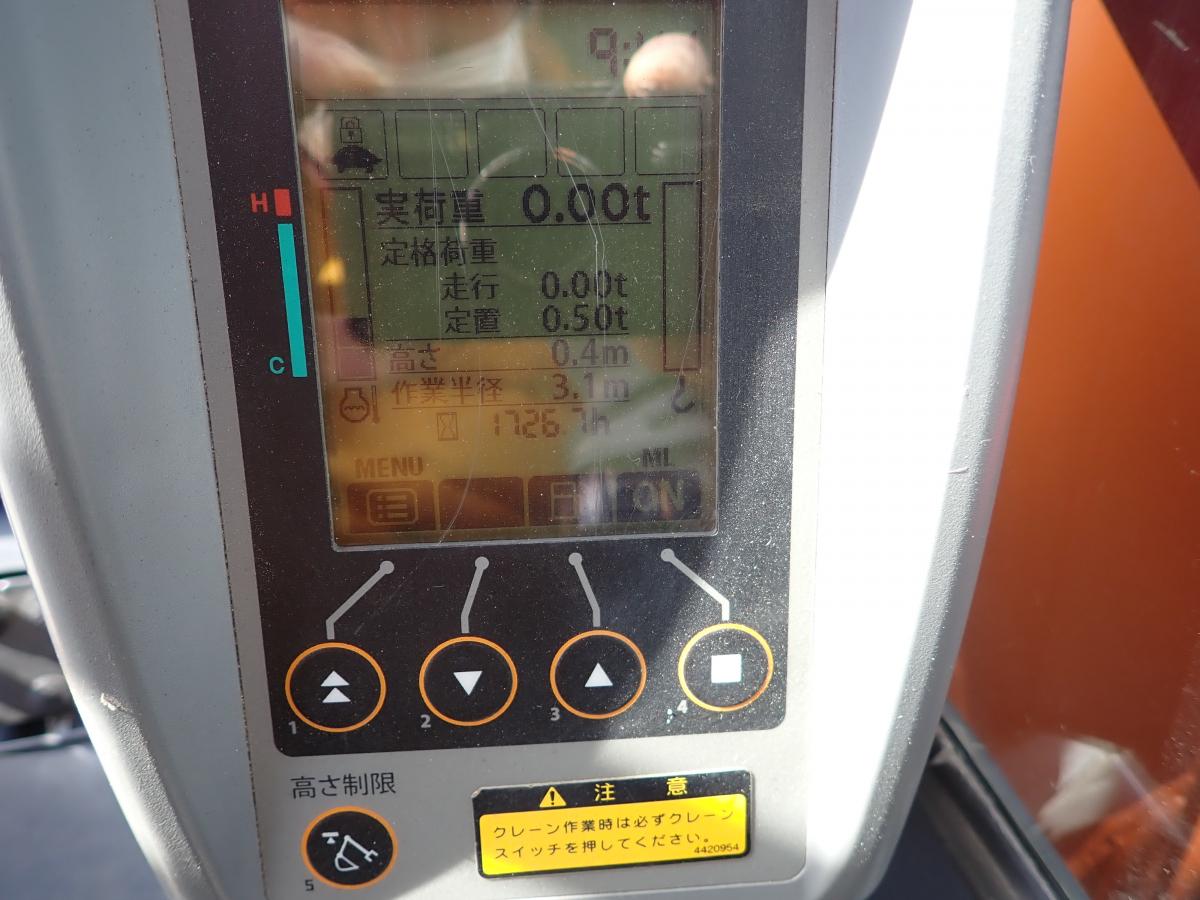 9:
実荷重 0.00t
定格荷重
走行 0.00t
定置 0.50t
高さ 0.4m
作業半径 3.1m
1726.7h
MENU ML
ON
H
C
1 2 3 4
高さ制限
5
注 意
クレーン作業時は必ずクレーン
スイッチを押してください。
4420954